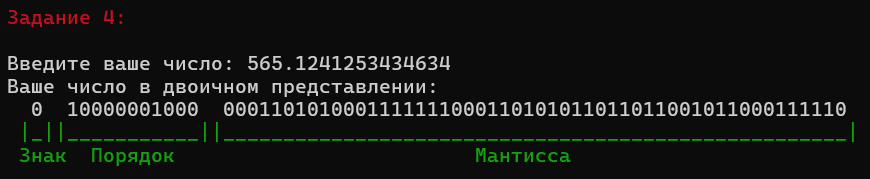 Задание 4:
Введите ваше число: 565.1241253434634
Ваше число в двоичном представлении:
0 10000001000 0001101010001111111000110101011011011001011000111110
|_||___________||____________________________________________________|
Знак Порядок Мантисса